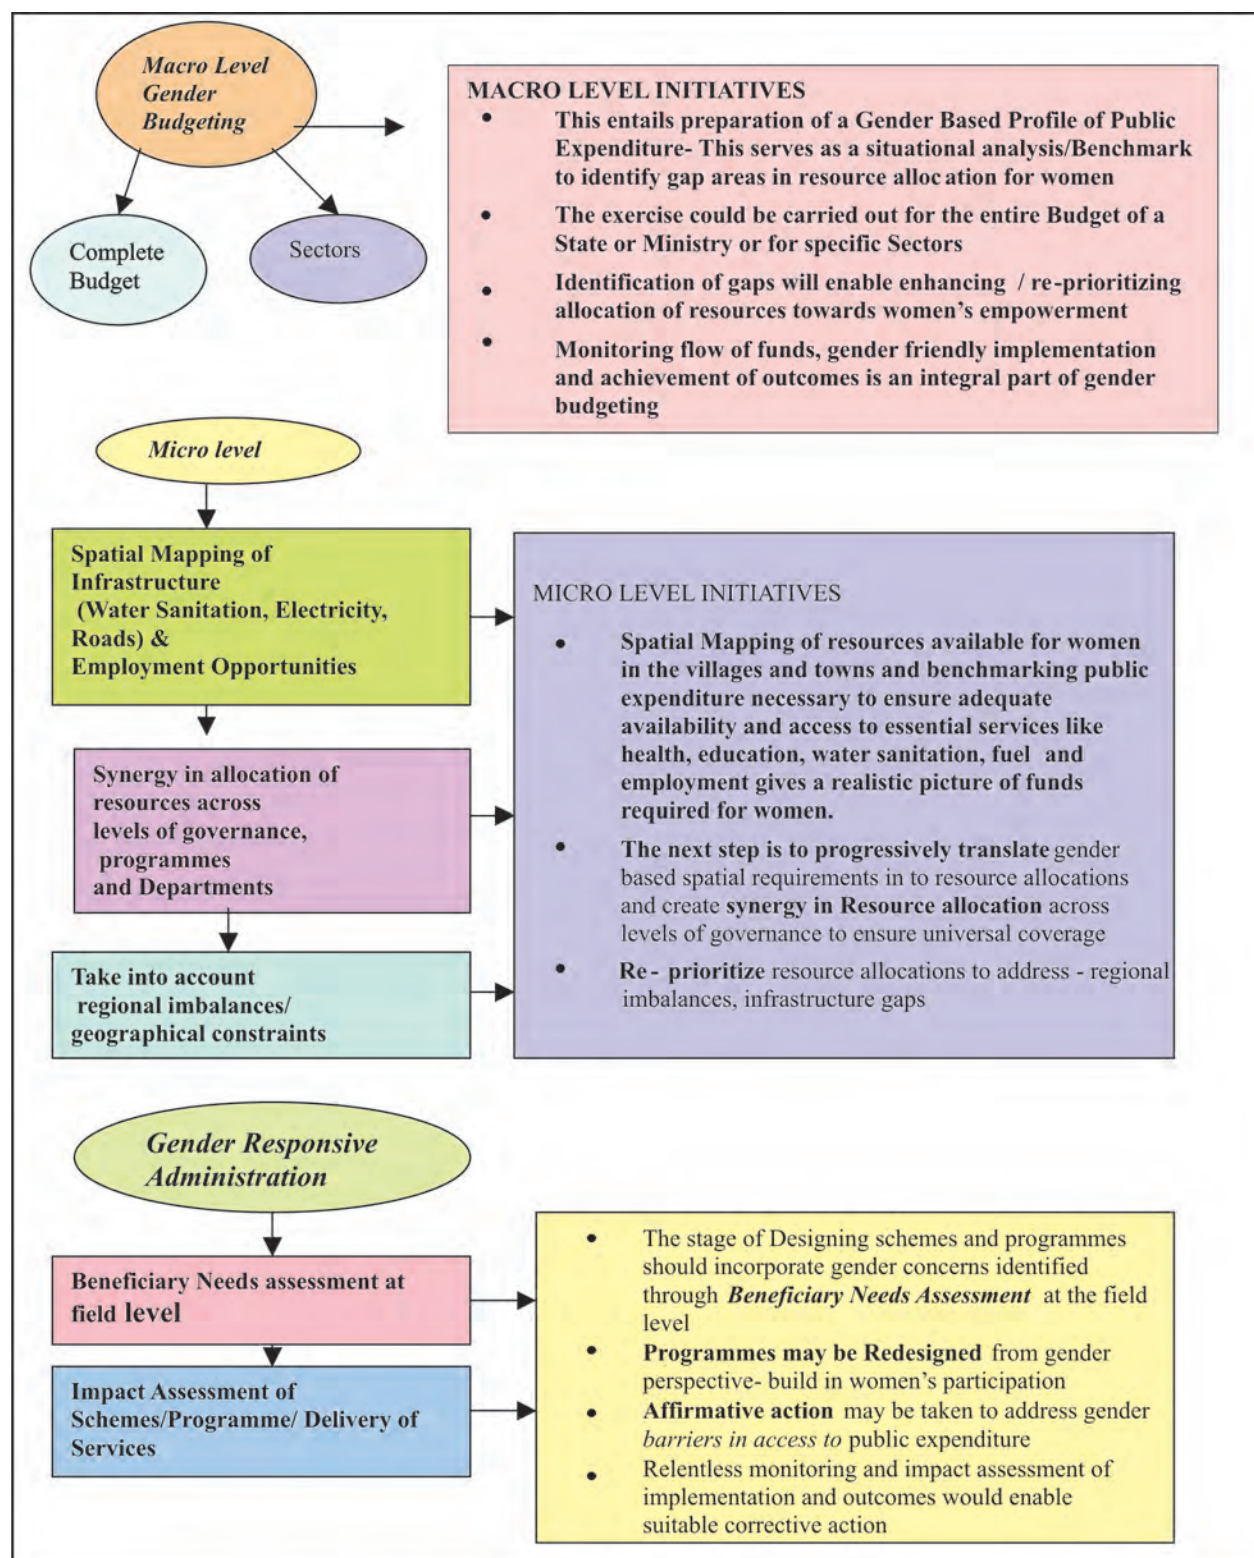 Macro Level
Gender
Budgeting
Complete
Budget
Sectors
MACRO LEVEL INITIATIVES
• This entails preparation of a Gender Based Profile of Public
Expenditure- This serves as a situational analysis/Benchmark
to identify gap areas in resource allocation for women
• The exercise could be carried out for the entire Budget of a
State or Ministry or for specific Sectors
• Identification of gaps will enable enhancing / re-prioritizing
allocation of resources towards women's empowerment
• Monitoring flow of funds, gender friendly implementation
and achievement of outcomes is an integral part of gender
budgeting
Micro level
Spatial Mapping of
Infrastructure
(Water Sanitation, Electricity,
Roads) &
Employment Opportunities
Synergy in allocation of
resources across
levels of governance,
programmes
and Departments
Take into account
regional imbalances/
geographical constraints
MICRO LEVEL INITIATIVES
• Spatial Mapping of resources available for women
in the villages and towns and benchmarking public
expenditure necessary to ensure adequate
availability and access to essential services like
health, education, water sanitation, fuel and
employment gives a realistic picture of funds
required for women.
• The next step is to progressively translate gender
based spatial requirements in to resource allocations
and create synergy in Resource allocation across
levels of governance to ensure universal coverage
• Re - prioritize resource allocations to address - regional
imbalances, infrastructure gaps
Gender Responsive
Administration
Beneficiary Needs assessment at
field level
Impact Assessment of
Schemes/Programme/ Delivery of
Services
• The stage of Designing schemes and programmes
should incorporate gender concerns identified
through Beneficiary Needs Assessment at the field
level
• Programmes may be Redesigned from gender
perspective- build in women's participation
• Affirmative action may be taken to address gender
barriers in access to public expenditure
• Relentless monitoring and impact assessment of
implementation and outcomes would enable
suitable corrective action